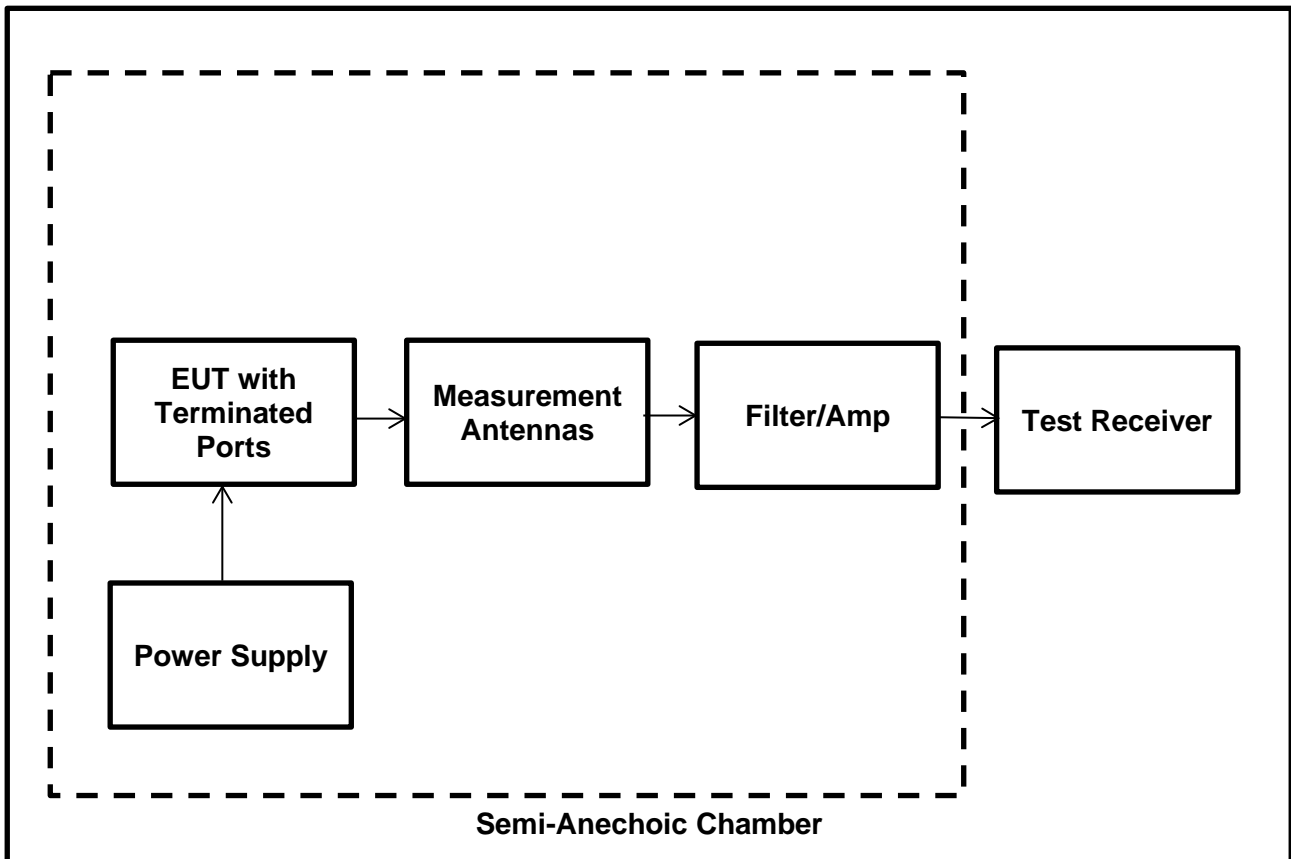 EUT with
Terminated
Ports
Measurement
Antennas
Filter/Amp
Test Receiver
Power Supply
Semi-Anechoic Chamber